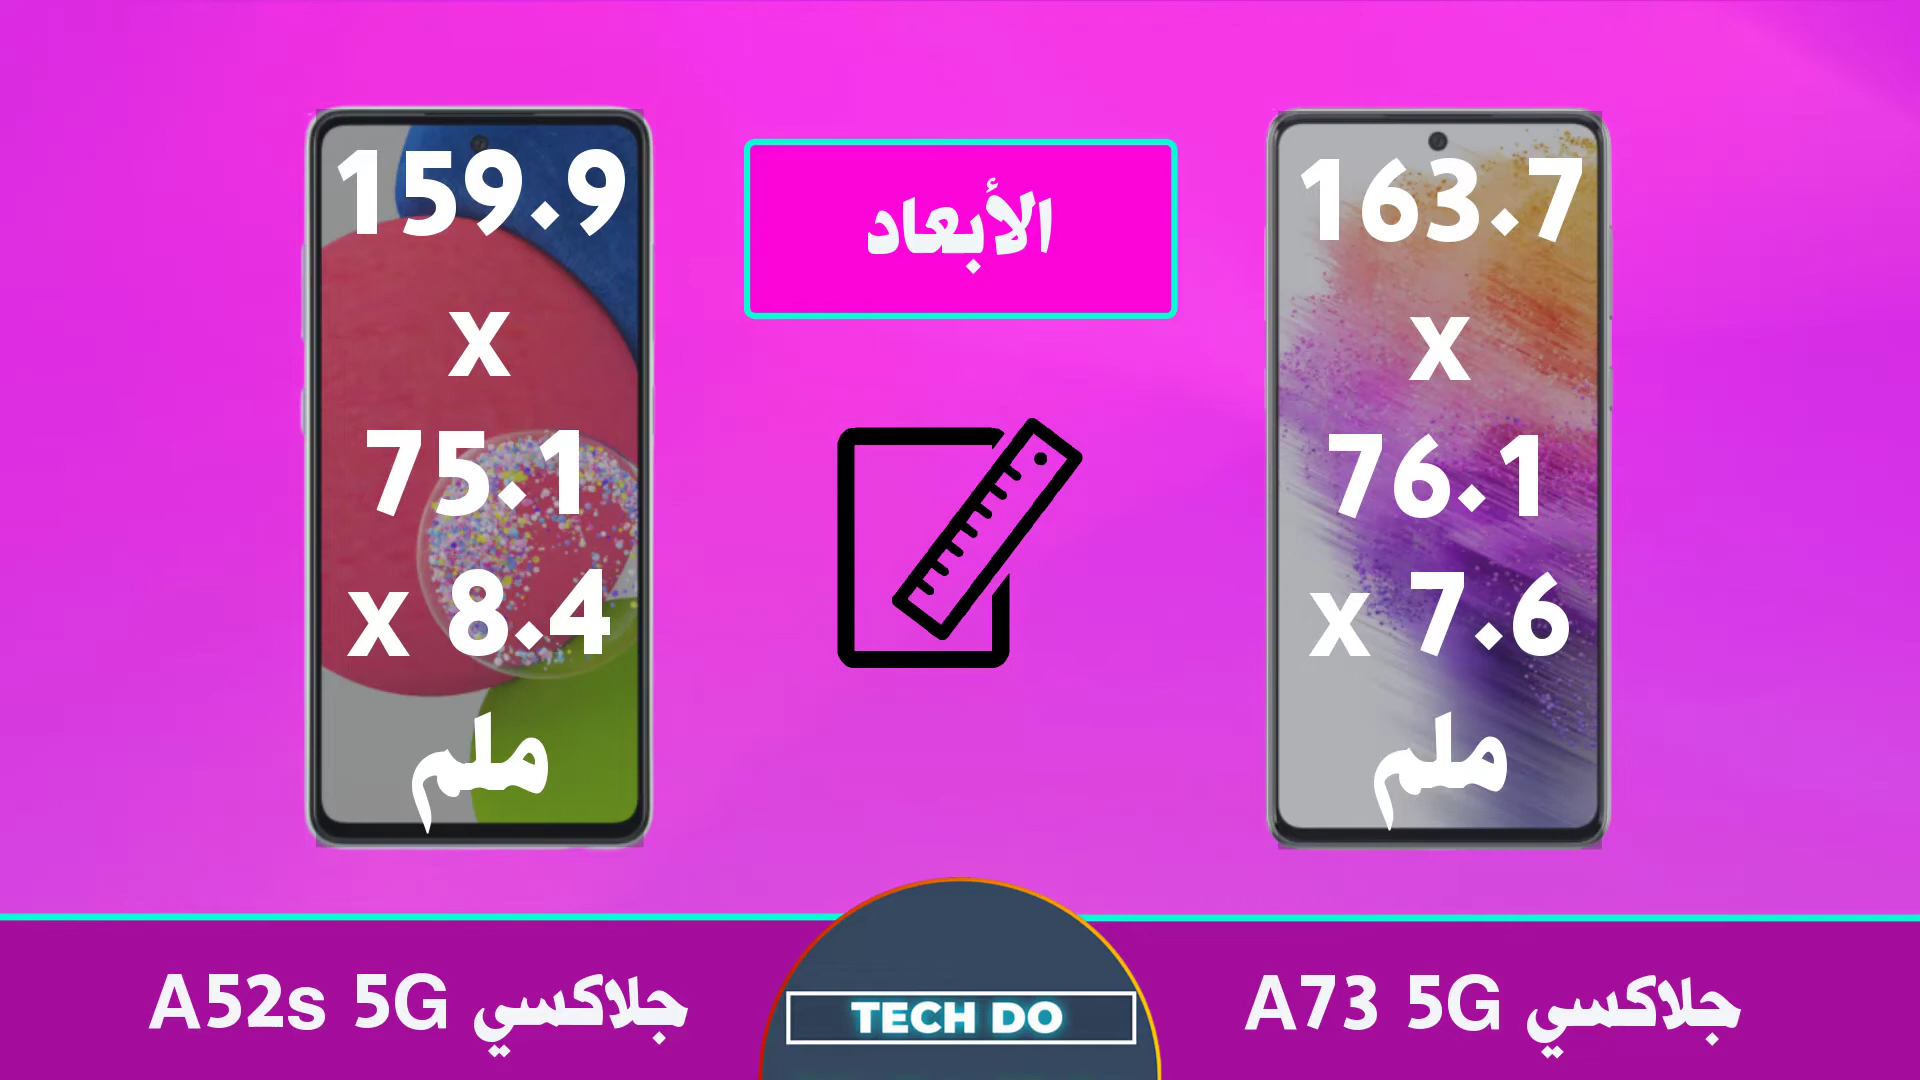 الأبعاد
159.9
x
75.1
x 8.4
ملم
163.7
x
76.1
x 7.6
ملم
جلاكسي A52s 5G
TECH DO
جلاكسي A73 5G